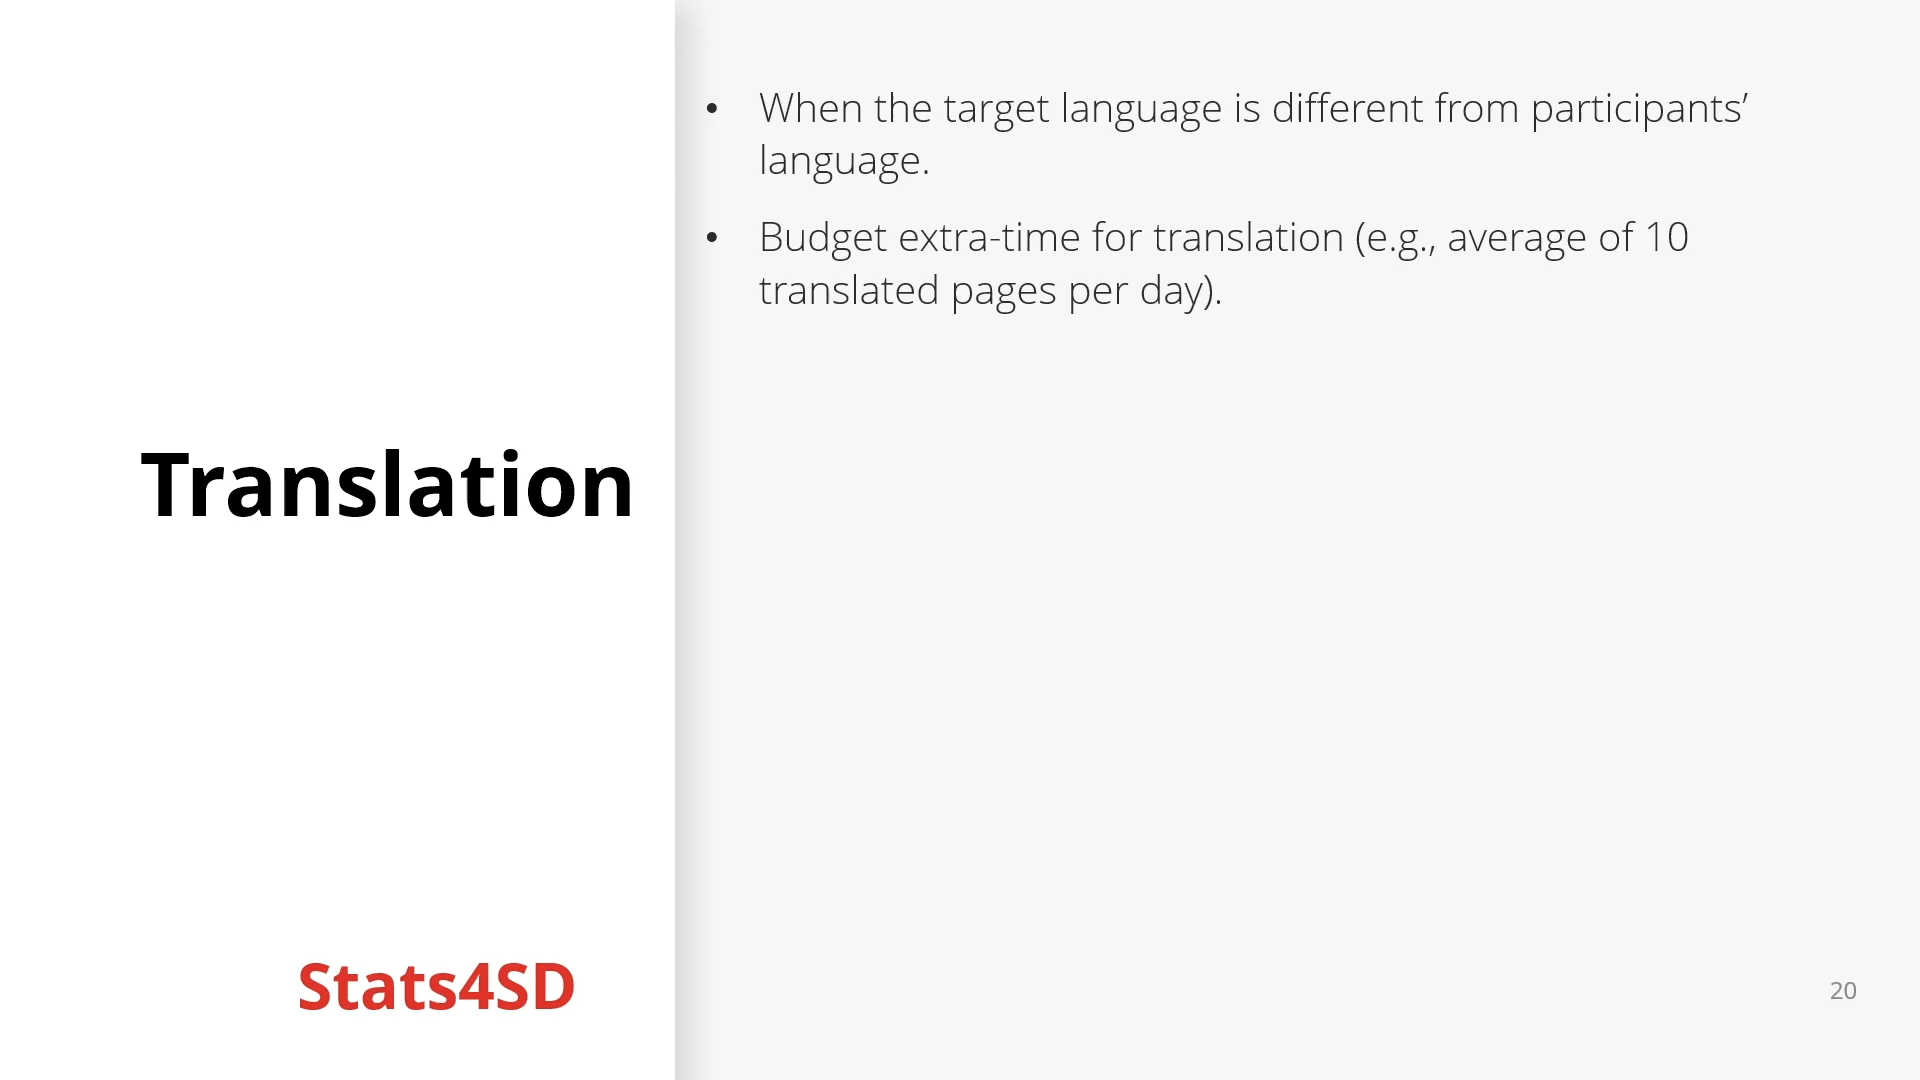 Translation
• When the target language is different from participants’
language.
• Budget extra-time for translation (e.g., average of 10
translated pages per day).
Stats4SD
20